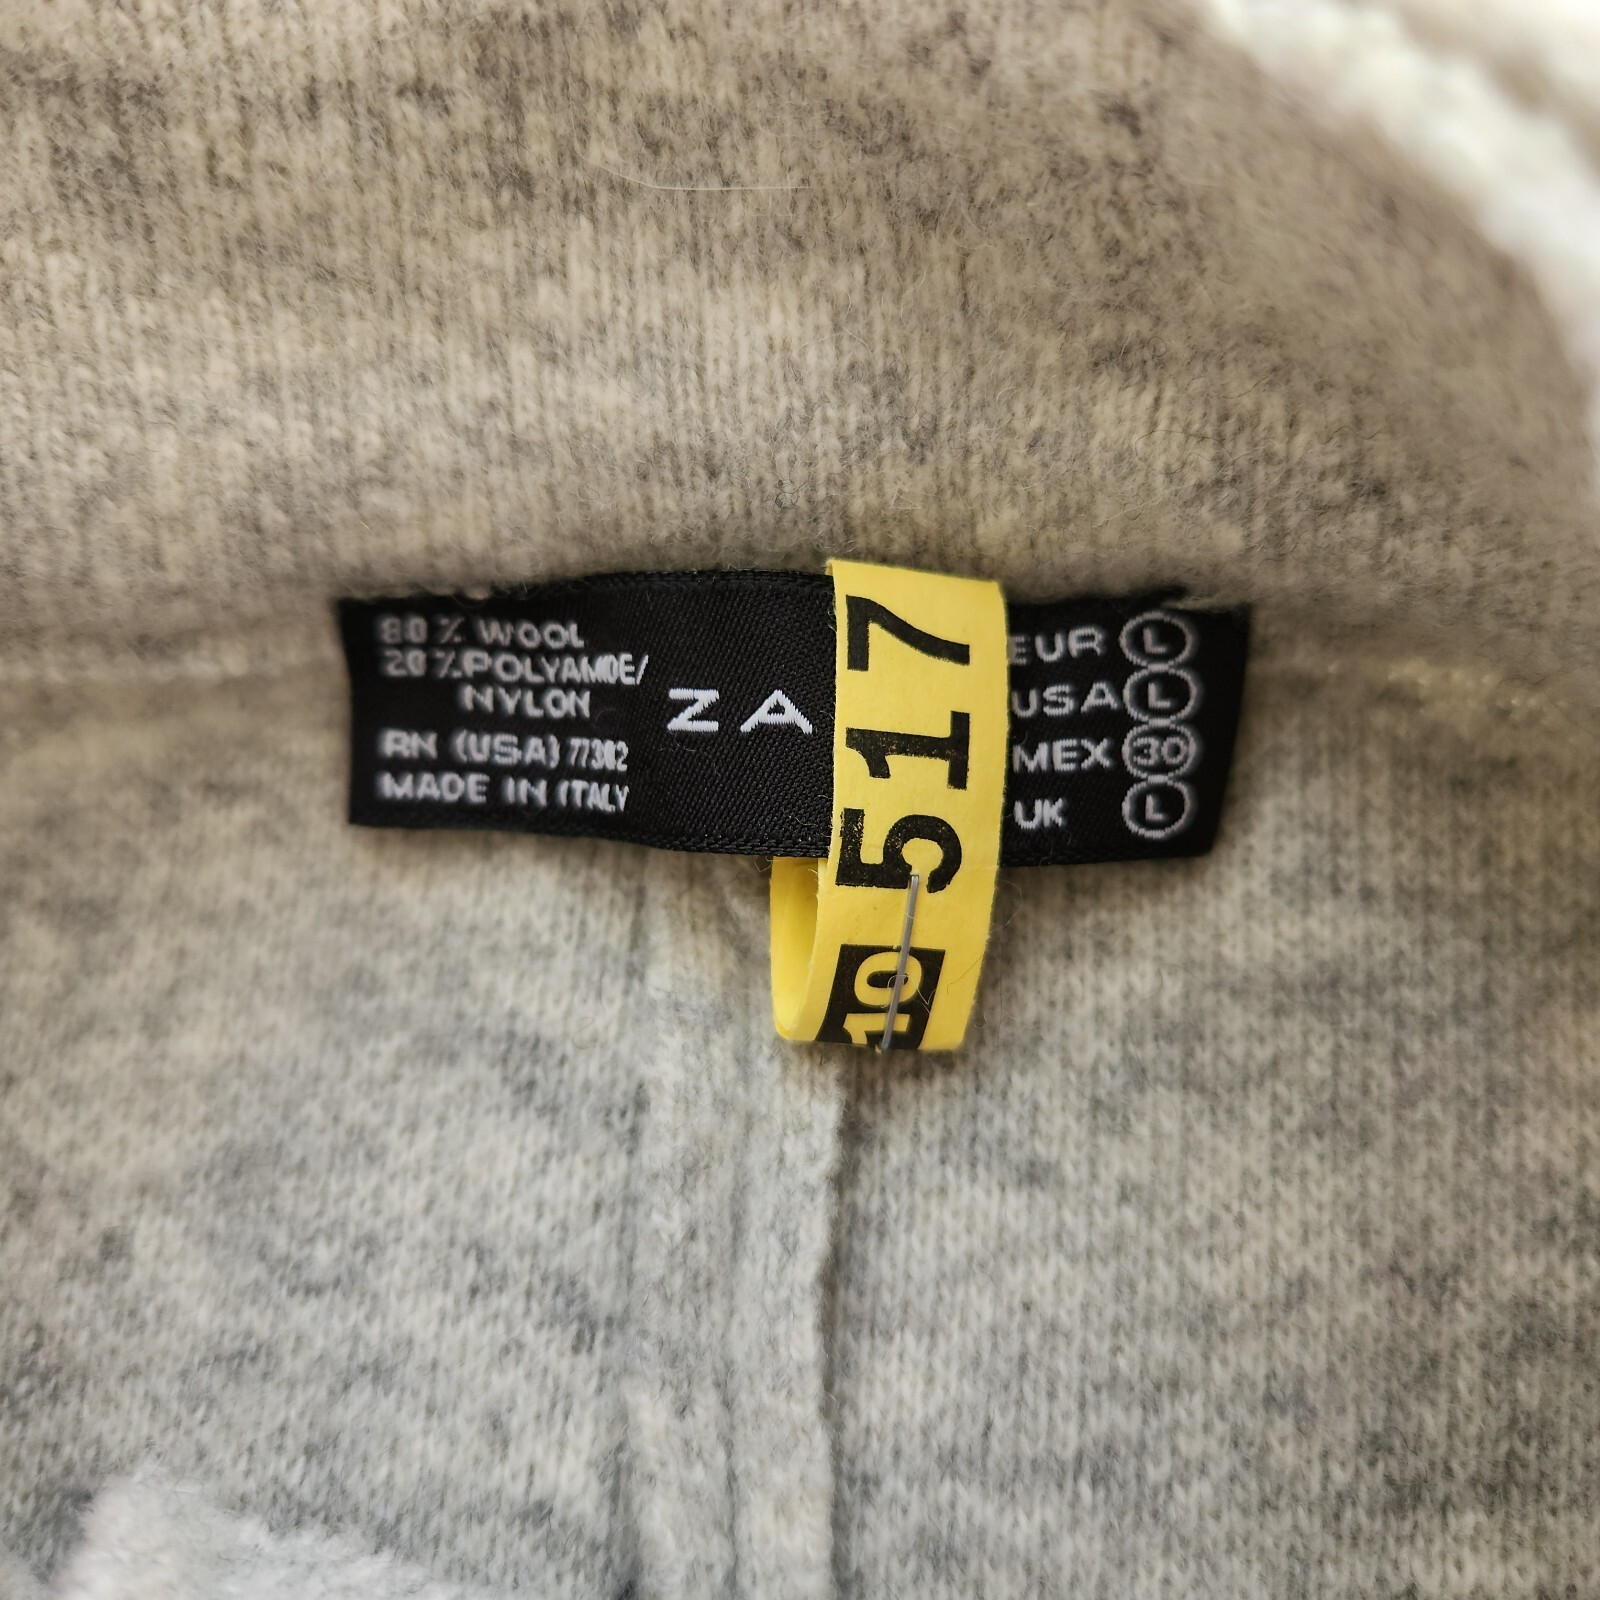 80 % WOOL
20 % POLYAMIDE/
NYLON
RN (USA) 77302
MADE IN ITALY
ZA
517
10
EUR L
USA L
MEX 30
UK L